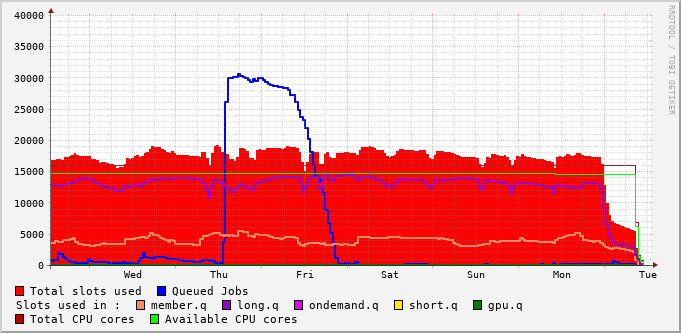 40000
35000
30000
25000
20000
15000
10000
5000
0
Wed Thu Fri Sat Sun Mon Tue
RRDTOOL / TOBI OETIKER
Total slots used Queued Jobs
Slots used in : member.q long.q ondemand.q short.q gpu.q
Total CPU cores Available CPU cores